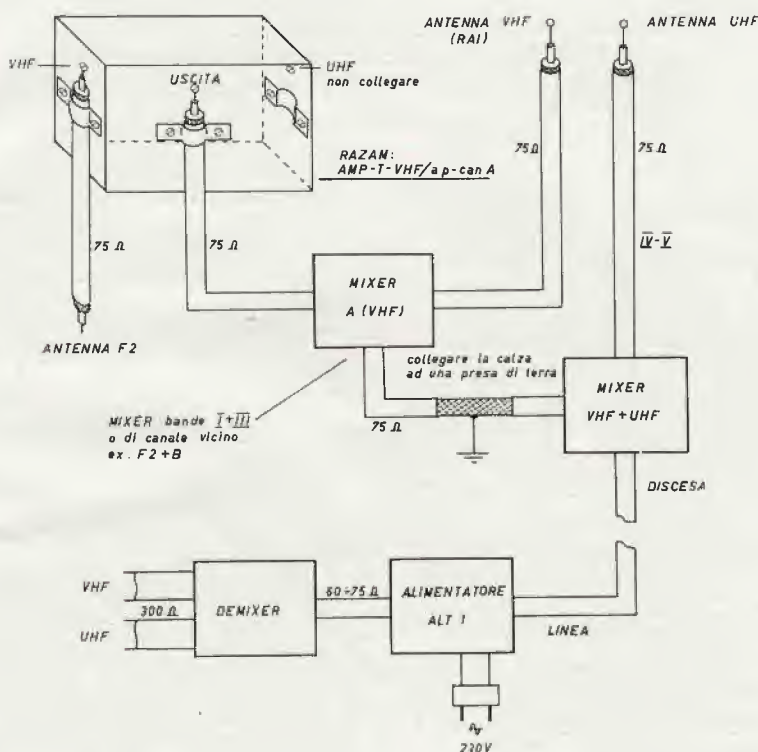 ANTENNA VHF
(RAI)
ANTENNA UHF
VHF
USCITA
UHF
non collegare
RAZAM:
AMP-T-VHF/ap-can A
75 Ω
75 Ω
75 Ω
75 Ω
IV-V
ANTENNA F2
MIXER
A (VHF)
collegare la calza
ad una presa di terra
MIXER
VHF+UHF
MIXER bande I+III
o di canale vicino
ex. F2+B
75 Ω
DISCESA
VHF
300 Ω
UHF
DEMIXER
60÷75 Ω
ALIMENTATORE
ALT 1
LINEA
220V